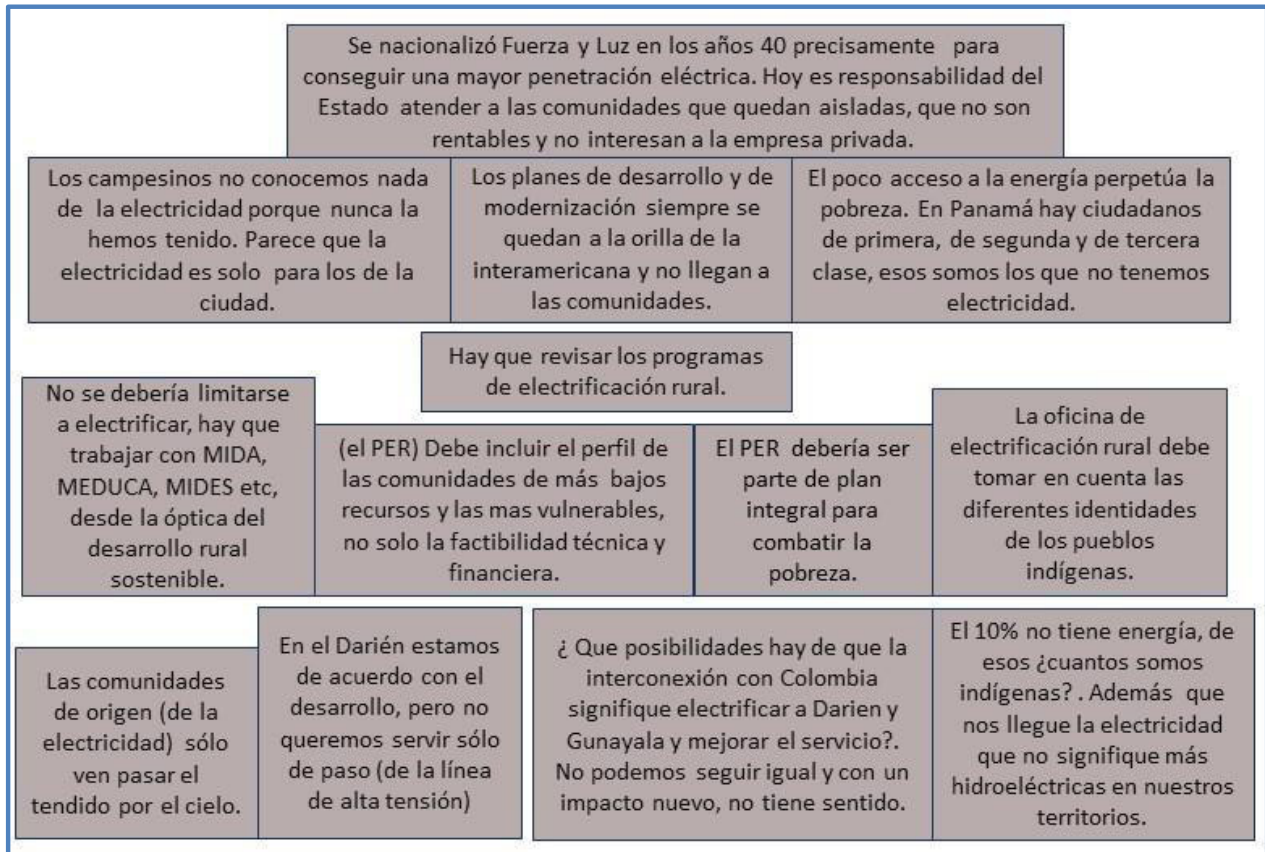 Se nacionalizó Fuerza y Luz en los años 40 precisamente para
conseguir una mayor penetración eléctrica. Hoy es responsabilidad del
Estado atender a las comunidades que quedan aisladas, que no son
rentables y no interesan a la empresa privada.
Los campesinos no conocemos nada
de la electricidad porque nunca la
hemos tenido. Parece que la
electricidad es solo para los de la
ciudad.
Los planes de desarrollo y de
modernización siempre se
quedan a la orilla de la
interamericana y no llegan a
las comunidades.
El poco acceso a la energía perpetúa la
pobreza. En Panamá hay ciudadanos
de primera, de segunda y de tercera
clase, esos somos los que no tenemos
electricidad.
Hay que revisar los programas
de electrificación rural.
No se debería limitarse
a electrificar, hay que
trabajar con MIDA,
MEDUCA, MIDES etc,
desde la óptica del
desarrollo rural
sostenible.
(el PER) Debe incluir el perfil de
las comunidades de más bajos
recursos y las mas vulnerables,
no solo la factibilidad técnica y
financiera.
El PER debería ser
parte de plan
integral para
combatir la
pobreza.
La oficina de
electrificación rural debe
tomar en cuenta las
diferentes identidades
de los pueblos
indígenas.
Las comunidades
de origen (de la
electricidad) sólo
ven pasar el
tendido por el cielo.
En el Darién estamos
de acuerdo con el
desarrollo, pero no
queremos servir sólo
de paso (de la línea
de alta tensión)
¿ Que posibilidades hay de que la
interconexión con Colombia
signifique electrificar a Darien y
Gunayala y mejorar el servicio?.
No podemos seguir igual y con un
impacto nuevo, no tiene sentido.
El 10% no tiene energía, de
esos ¿cuantos somos
indígenas? . Además que
nos llegue la electricidad
que no signifique más
hidroeléctricas en nuestros
territorios.